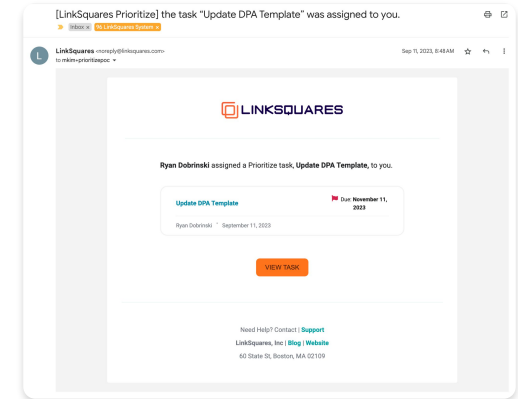 [LinkSquares Prioritize] the task "Update DPA Template" was assigned to you.
Inbox x LinkSquares System x
L
LinkSquares <noreply@linksquares.com>
Sep 11, 2023, 8:48 AM
to mkim+prioritizepoc
LINKSQUARES
Ryan Dobrinski assigned a Prioritize task, Update DPA Template, to you.
Update DPA Template
Due: November 11,
2023
Ryan Dobrinski September 11, 2023
VIEW TASK
Need Help? Contact | Support
LinkSquares, Inc | Blog | Website
60 State St, Boston, MA 02109